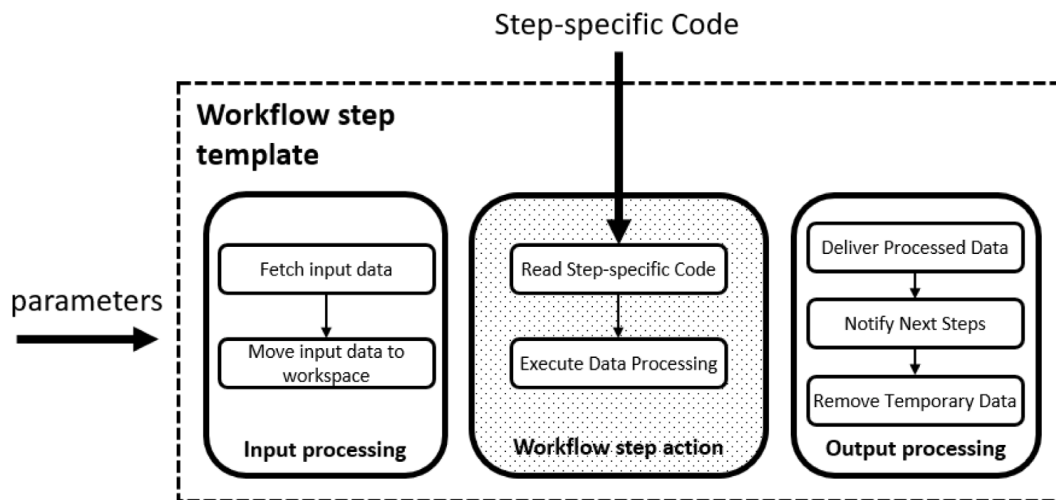 Step-specific Code
Workflow step
template
parameters
Fetch input data
Move input data to
workspace
Input processing
Read Step-specific Code
Execute Data Processing
Workflow step action
Deliver Processed Data
Notify Next Steps
Remove Temporary Data
Output processing